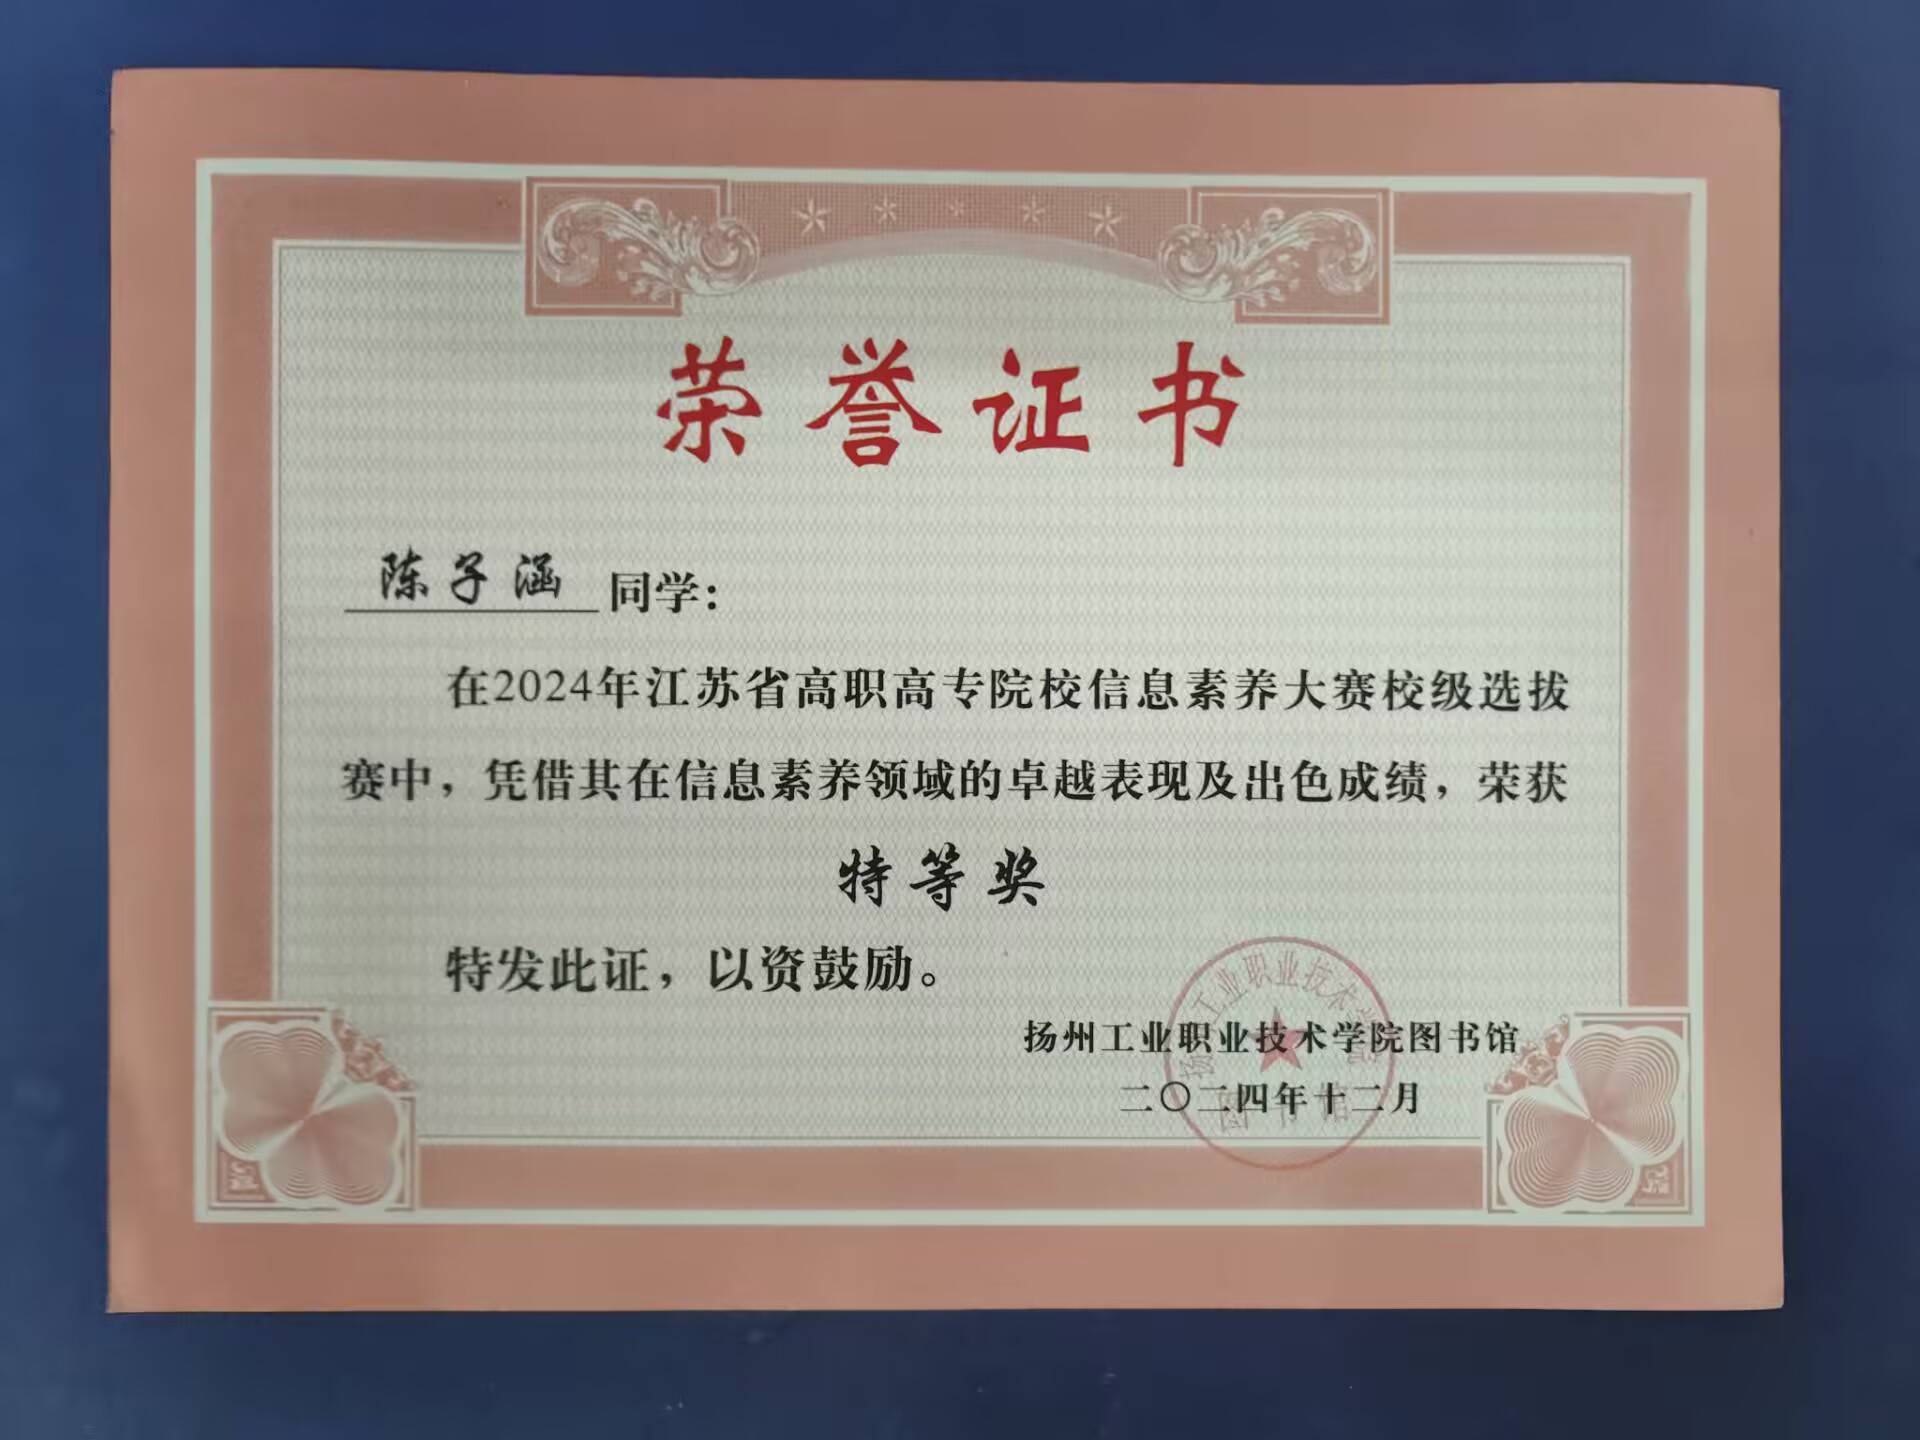 荣誉证书
陈子涵 同学：
在2024年江苏省高职高专院校信息素养大赛校级选拔
赛中，凭借其在信息素养领域的卓越表现及出色成绩，荣获
特等奖
特发此证，以资鼓励。
扬州工业职业技术学院图书馆
二〇二四年十二月
扬州工业职业技术学院
图书馆